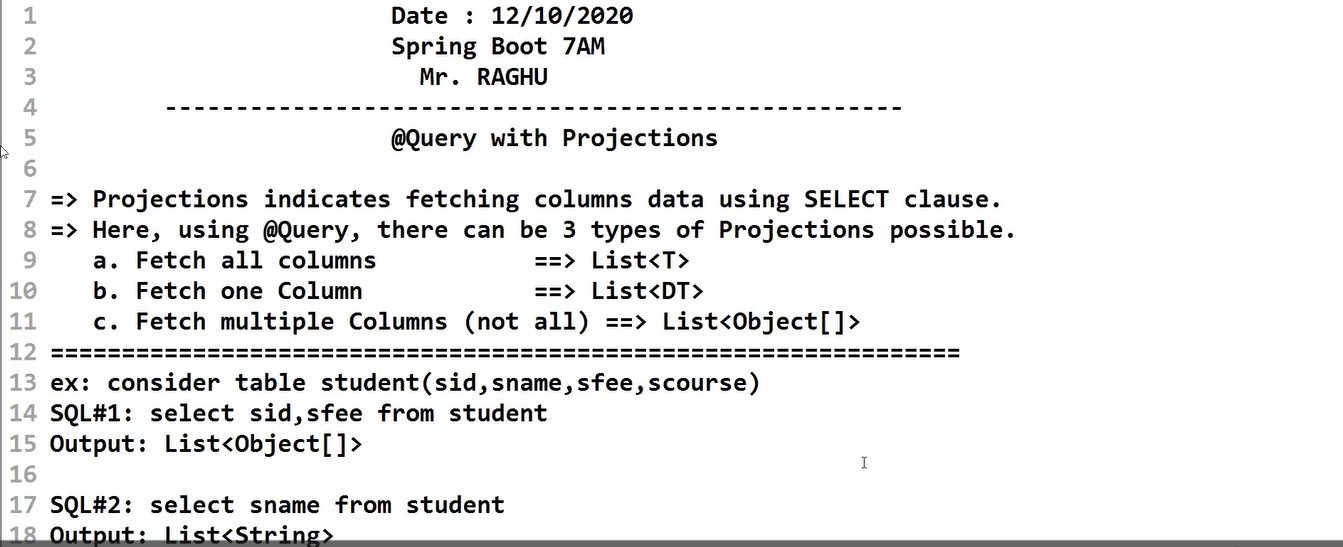 1 Date : 12/10/2020
2 Spring Boot 7AM
3 Mr. RAGHU
4 ----------------------------------------------------
5 @Query with Projections
6
7 => Projections indicates fetching columns data using SELECT clause.
8 => Here, using @Query, there can be 3 types of Projections possible.
9 a. Fetch all columns ==> List<T>
10 b. Fetch one Column ==> List<DT>
11 c. Fetch multiple Columns (not all) ==> List<Object[]>
12 ================================================================
13 ex: consider table student(sid,sname,sfee,scourse)
14 SQL#1: select sid,sfee from student
15 Output: List<Object[]>
16
17 SQL#2: select sname from student
18 Output: List<String>